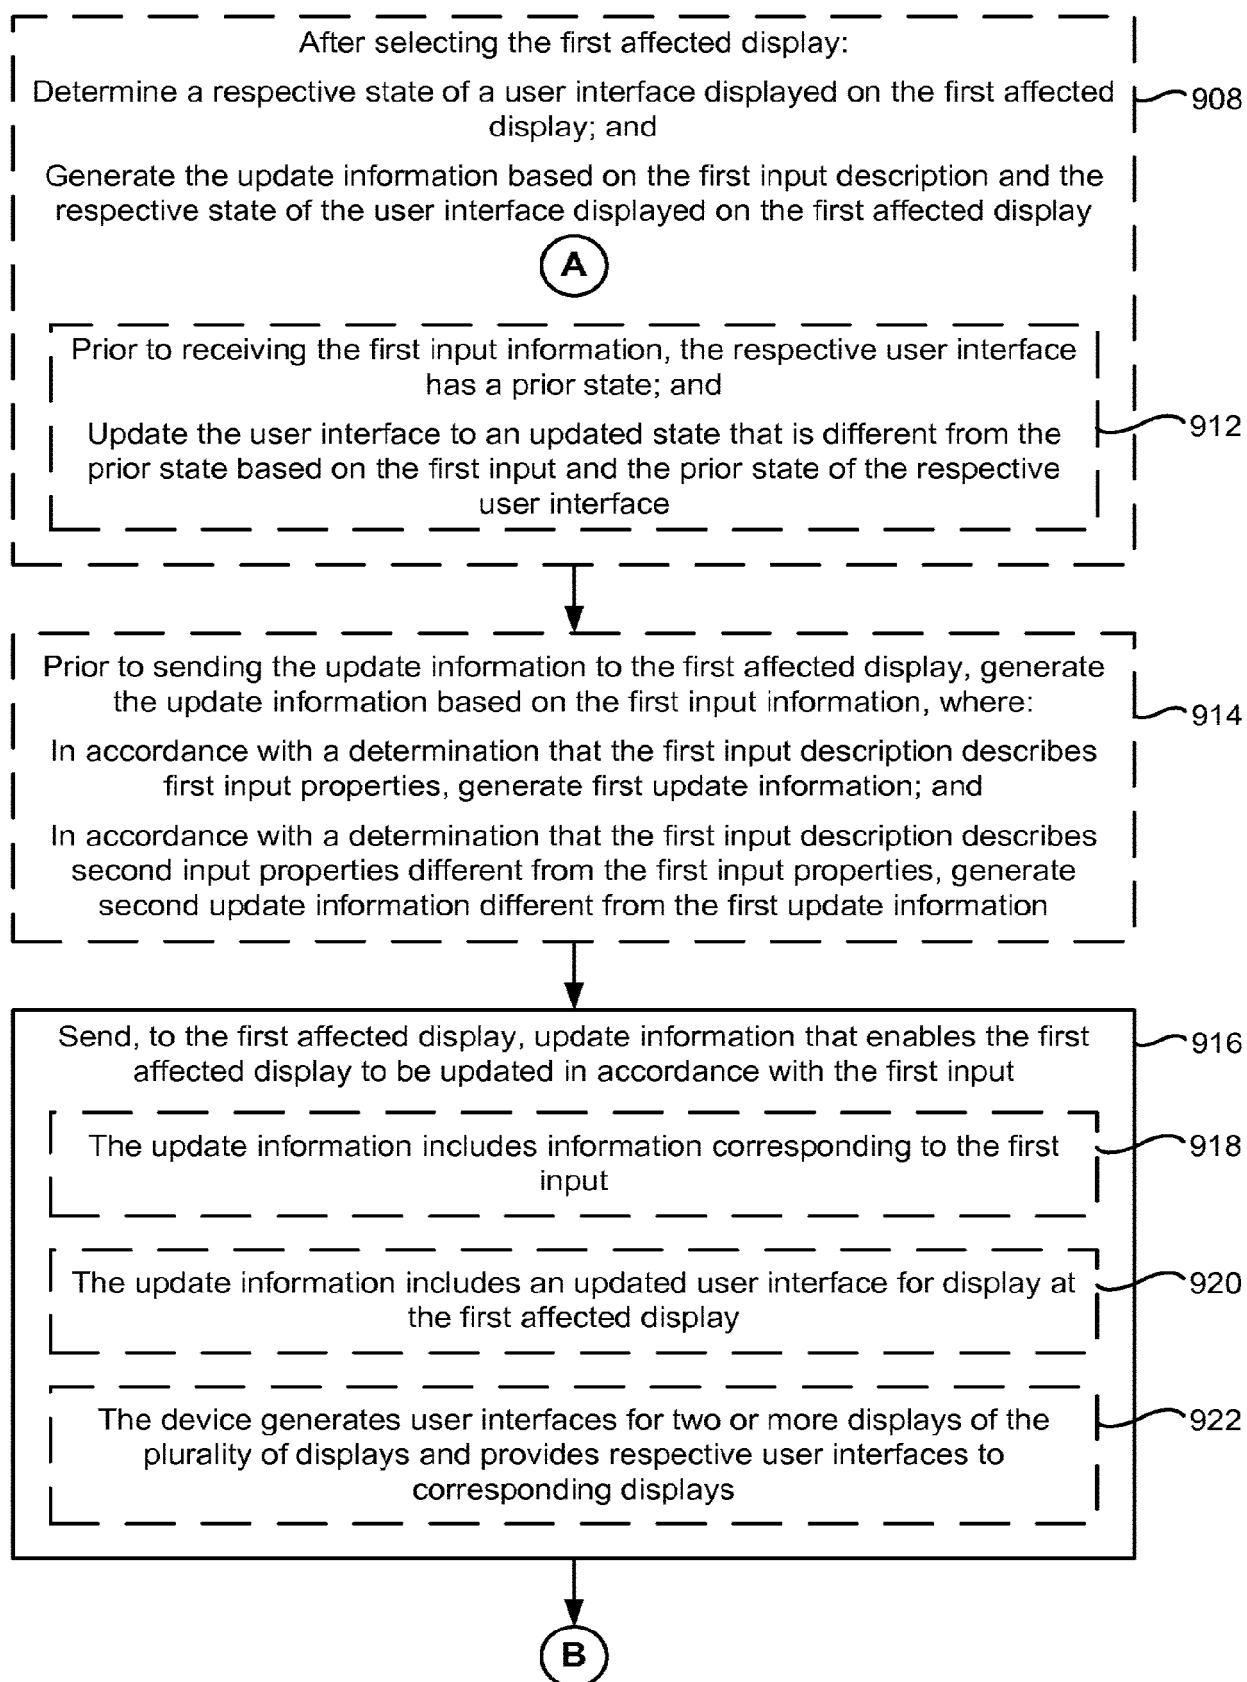 After selecting the first affected display:
Determine a respective state of a user interface displayed on the first affected
display; and
908
Generate the update information based on the first input description and the
respective state of the user interface displayed on the first affected display
A
Prior to receiving the first input information, the respective user interface
has a prior state; and
Update the user interface to an updated state that is different from the
prior state based on the first input and the prior state of the respective
user interface
912
Prior to sending the update information to the first affected display, generate
the update information based on the first input information, where:
914
In accordance with a determination that the first input description describes
first input properties, generate first update information; and
In accordance with a determination that the first input description describes
second input properties different from the first input properties, generate
second update information different from the first update information
Send, to the first affected display, update information that enables the first
affected display to be updated in accordance with the first input
916
The update information includes information corresponding to the first
input
918
The update information includes an updated user interface for display at
the first affected display
920
The device generates user interfaces for two or more displays of the
plurality of displays and provides respective user interfaces to
corresponding displays
922
B